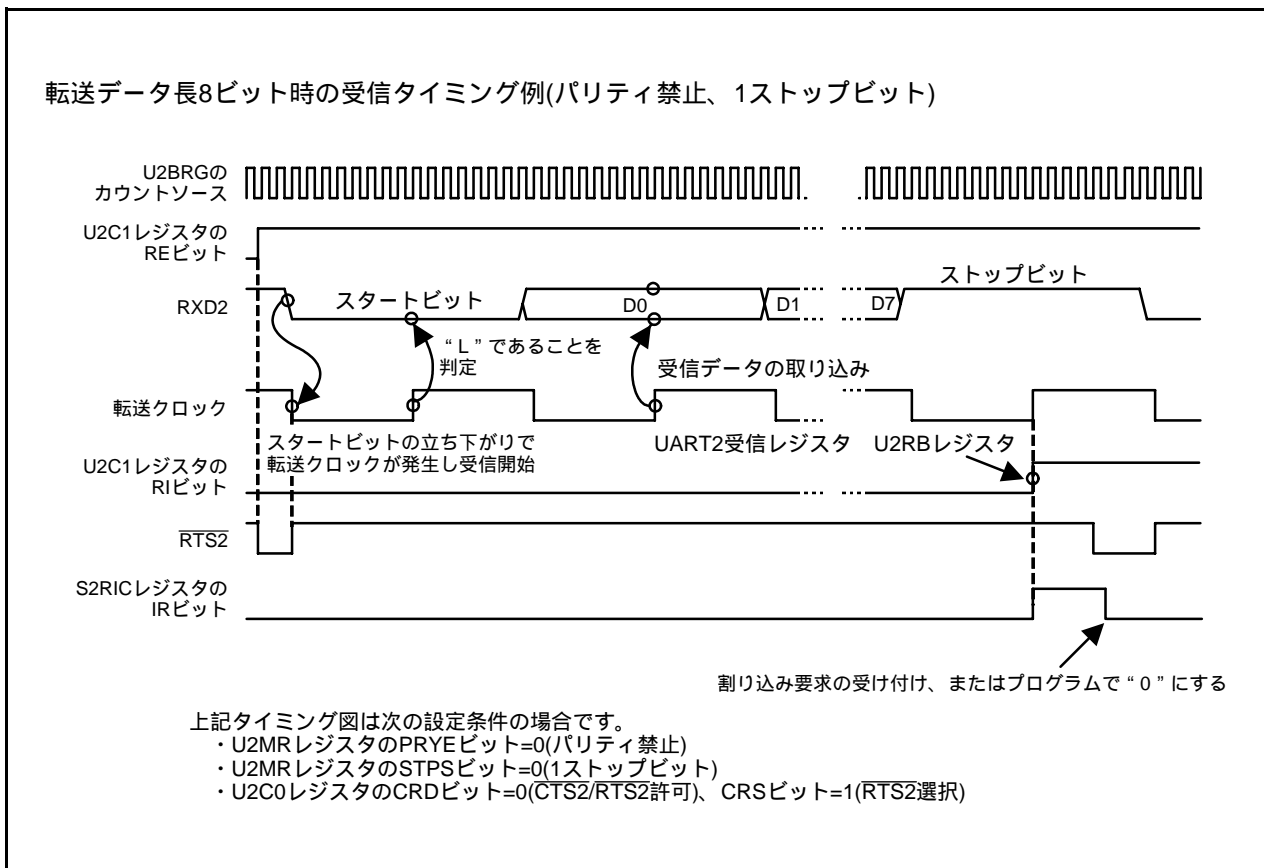 転送データ長8ビット時の受信タイミング例(パリティ禁止、1ストップビット)
U2BRGの
カウントソース
U2C1レジスタの
REビット
RXD2
スタートビット
D0
D1
D7
ストップビット
“L”であることを
判定
受信データの取り込み
転送クロック
スタートビットの立ち下がりで
転送クロックが発生し受信開始
UART2受信レジスタ
U2RBレジスタ
U2C1レジスタの
RIビット
RTS2
S2RICレジスタの
IRビット
割り込み要求の受け付け、またはプログラムで“0”にする
上記タイミング図は次の設定条件の場合です。
・U2MRレジスタのPRYEビット=0(パリティ禁止)
・U2MRレジスタのSTPSビット=0(1ストップビット)
・U2C0レジスタのCRDビット=0(CTS2/RTS2許可)、CRSビット=1(RTS2選択)